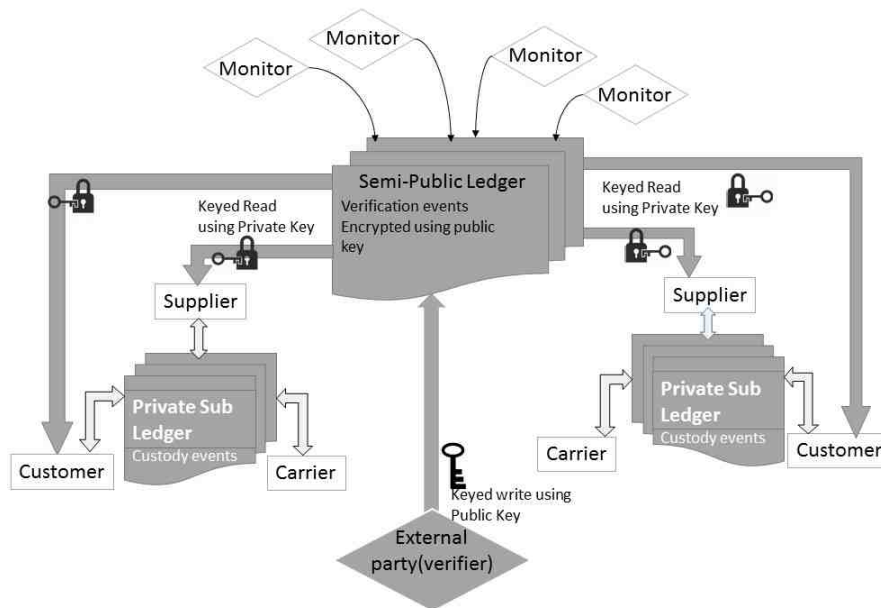 Monitor
Monitor
Monitor
Monitor
Semi-Public Ledger
Verification events
Encrypted using public
key
Keyed Read
using Private Key
Keyed Read
using Private Key
Supplier
Supplier
Private Sub
Ledger
Custody events
Private Sub
Ledger
Custody events
Customer
Carrier
Carrier
Customer
Keyed write using
Public Key
External
party(verifier)